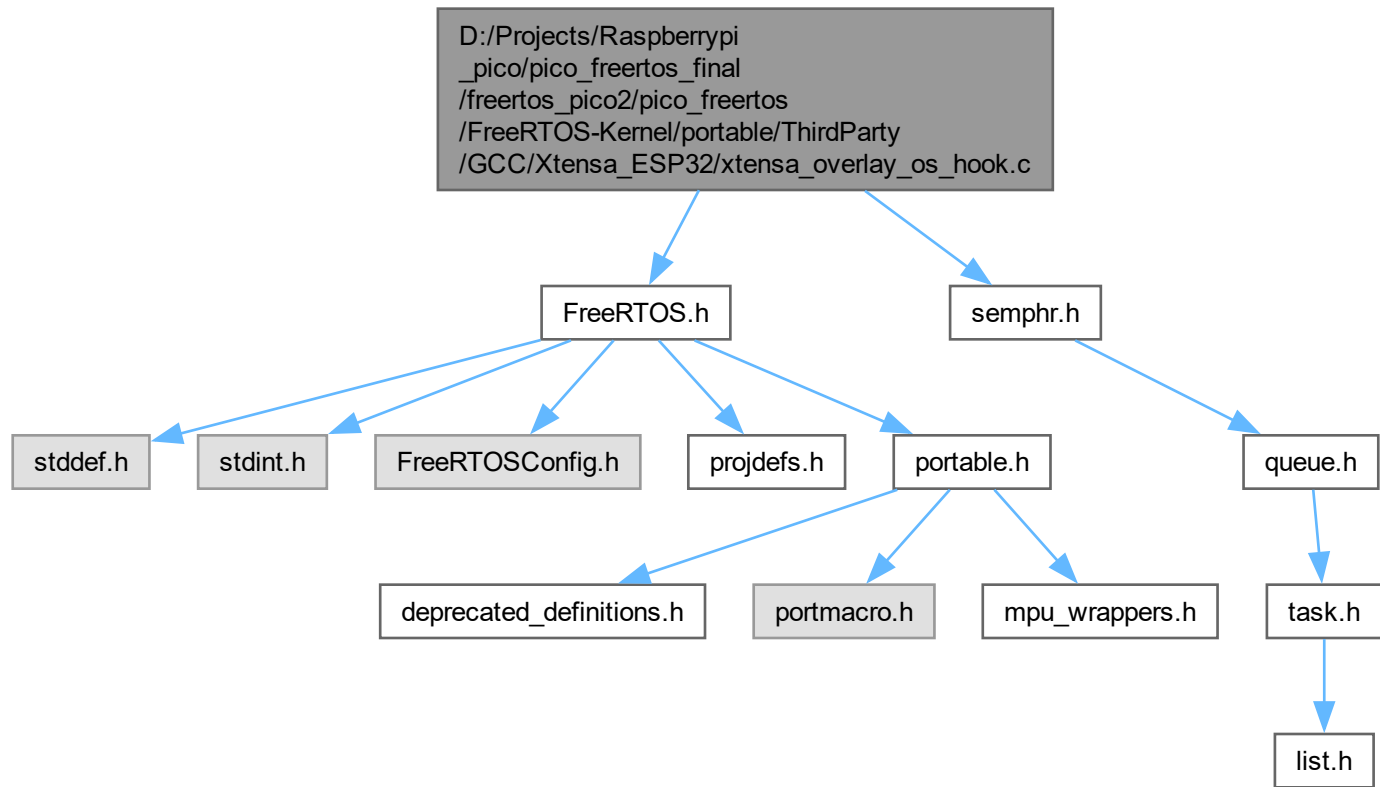 D:/Projects/Raspberrypi
_pico/pico_freertos_final
/freertos_pico2/pico_freertos
/FreeRTOS-Kernel/portable/ThirdParty
/GCC/Xtensa_ESP32/xtensa_overlay_os_hook.c
FreeRTOS.h
semphr.h
stddef.h
stdint.h
FreeRTOSConfig.h
projdefs.h
portable.h
queue.h
deprecated_definitions.h
portmacro.h
mpu_wrappers.h
task.h
list.h